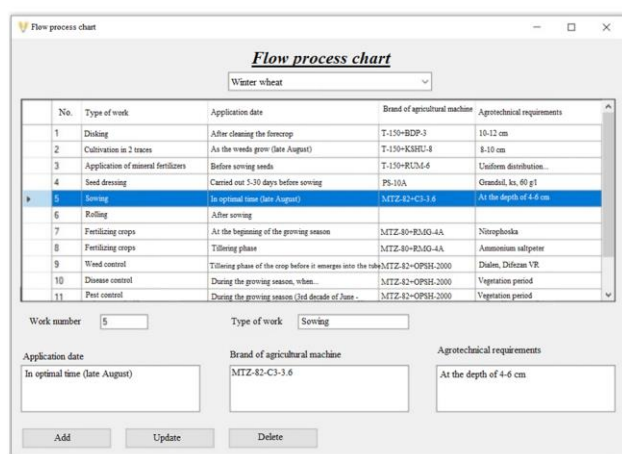 Flow process chart
Flow process chart
Winter wheat
No. Type of work Application date Brand of agricultural machine Agrotechnical requirements
1 Disking After cleaning the forecrop T-150+BDP-3 10-12 cm
2 Cultivation in 2 traces As the weeds grow (late August) T-150+KSHU-8 8-10 cm
3 Application of mineral fertilizers Before sowing seeds T-150+RUM-6 Uniform distribution...
4 Seed dressing Carried out 5-30 days before sowing PS-10A Grandsil, ks, 60 g1
5 Sowing In optimal time (late August) MTZ-82+C3-3.6 At the depth of 4-6 cm
6 Rolling After sowing
7 Fertilizing crops At the beginning of the growing season MTZ-80+RMG-4A Nitrophoska
8 Fertilizing crops Tillering phase MTZ-80+RMG-4A Ammonium saltpeter
9 Weed control Tillering phase of the crop before it emerges into the tube MTZ-82+OPSH-2000 Dialen, Difezan VR
10 Disease control During the growing season, when... MTZ-82+OPSH-2000 Vegetation period
11 Pest control During the growing season (3rd decade of June - MTZ-82+OPSH-2000 Vegetation period
Work number 5 Type of work Sowing
Application date Brand of agricultural machine Agrotechnical requirements
In optimal time (late August) MTZ-82-C3-3.6 At the depth of 4-6 cm
Add Update Delete